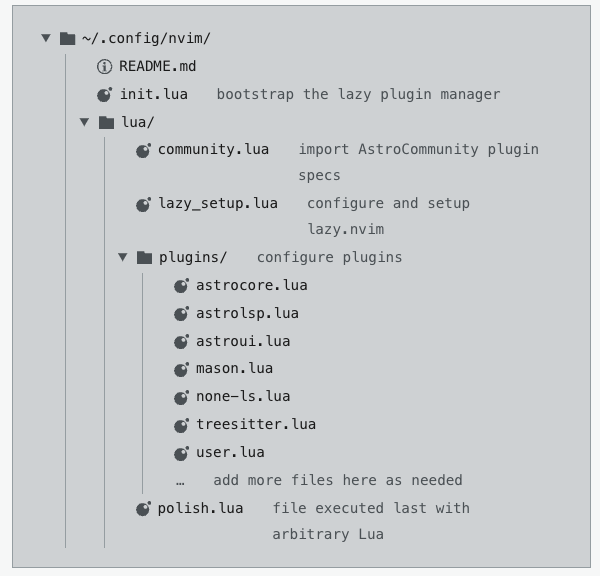 ~/.config/nvim/
README.md
init.lua bootstrap the lazy plugin manager
lua/
community.lua import AstroCommunity plugin
specs
lazy_setup.lua configure and setup
lazy.nvim
plugins/ configure plugins
astrocore.lua
astrolsp.lua
astroui.lua
mason.lua
none-ls.lua
treesitter.lua
user.lua
… add more files here as needed
polish.lua file executed last with
arbitrary Lua